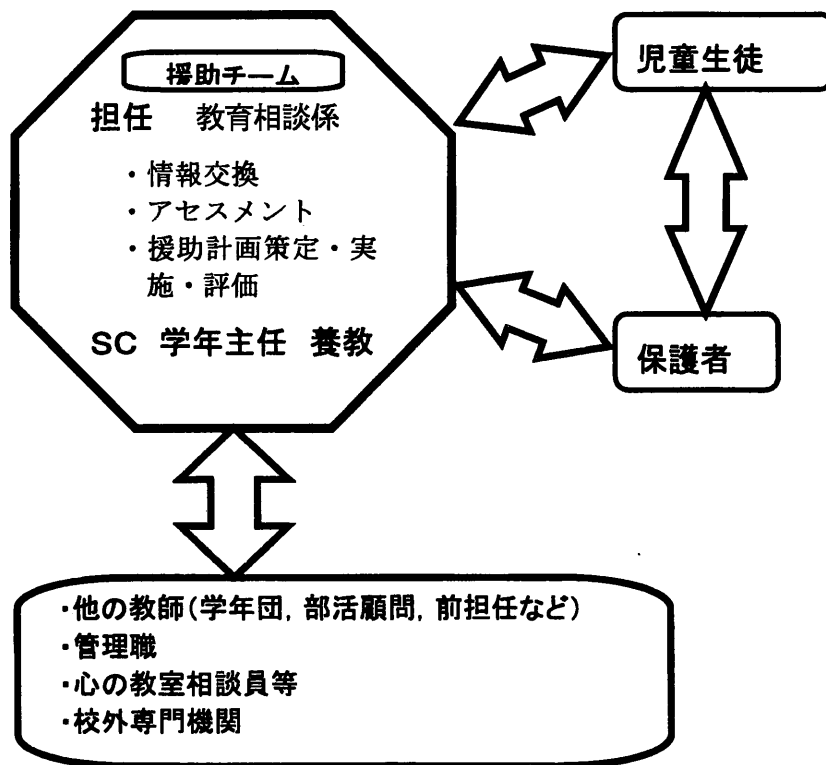 援助チーム
担任 教育相談係
・情報交換
・アセスメント
・援助計画策定・実
施・評価
SC 学年主任 養教
児童生徒
保護者
・他の教師(学年団, 部活顧問, 前担任など)
・管理職
・心の教室相談員等
・校外専門機関